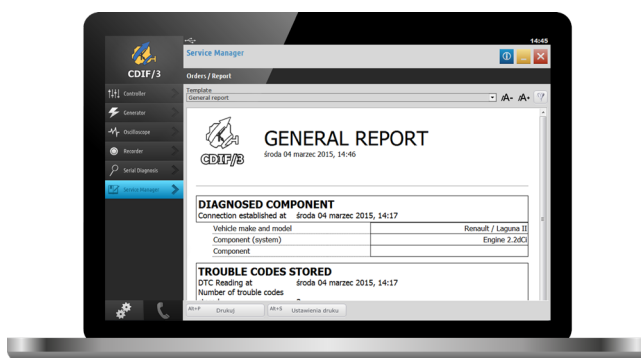 14:45
Service Manager
CDIF/3
Orders / Report
Template
General report
A- A+
Controller
Generator
Oscilloscope
Recorder
Serial Diagnosis
Service Manager
CDIF/3
GENERAL REPORT
środa 04 marzec 2015, 14:46
DIAGNOSED COMPONENT
Connection established at środa 04 marzec 2015, 14:17
Vehicle make and model Renault / Laguna II
Component (system) Engine 2.2dCi
Component
TROUBLE CODES STORED
DTC Reading at środa 04 marzec 2015, 14:17
Number of trouble codes
Alt+P Drukuj Alt+S Ustawienia druku